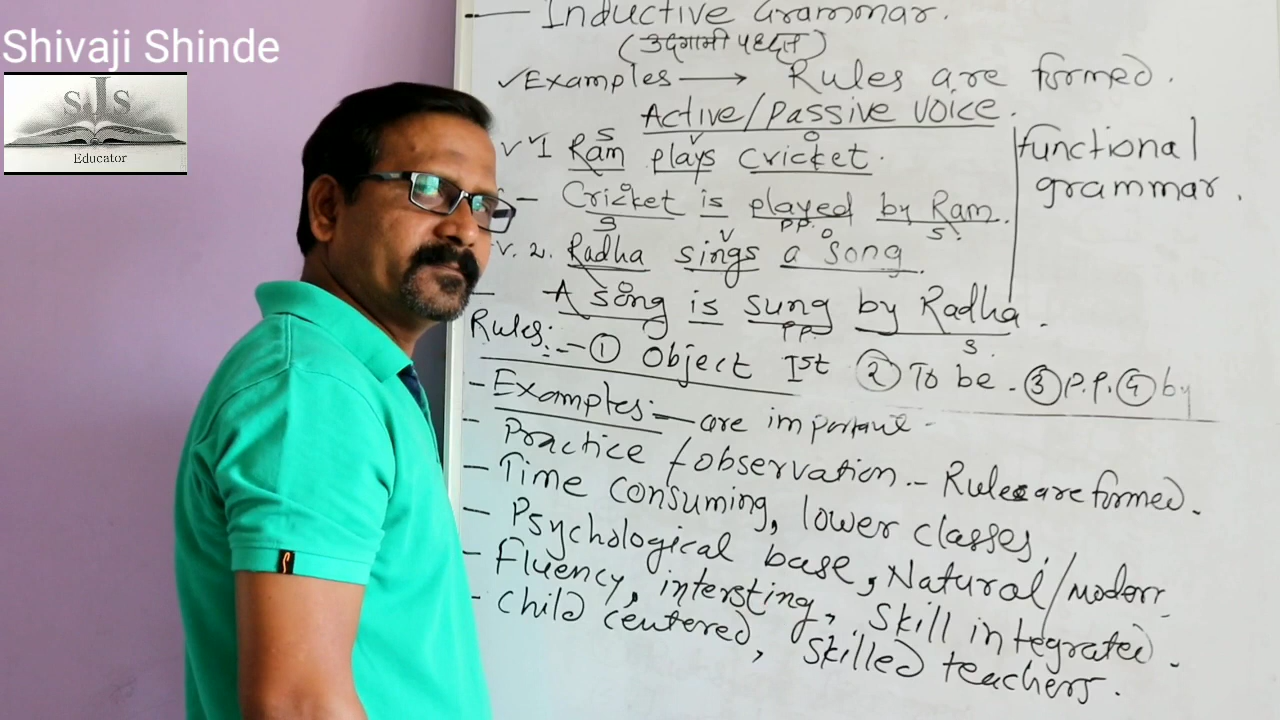 Shivaji Shinde
SJS
Educator
Inductive Grammar.
(उद्गामी पद्धत)
✓Examples → Rules are formed.
Active/Passive Voice.
S V O
✓ 1 Ram plays cricket.
functional
grammar.
O
– Cricket is played by Ram.
P.P. S.
S V O
v. 2. Radha sings a song.
O
– A song is sung by Radha.
P.P. S.
Rules:- ① Object Ist ② To be. ③ P.P. ④ by
- Examples:- are important -
- Practice / observation.- Rules are formed.
- Time consuming, lower classes.
- Psychological base, Natural/modern
- Fluency, intersting, skill integrated.
- child centered, skilled teachers.